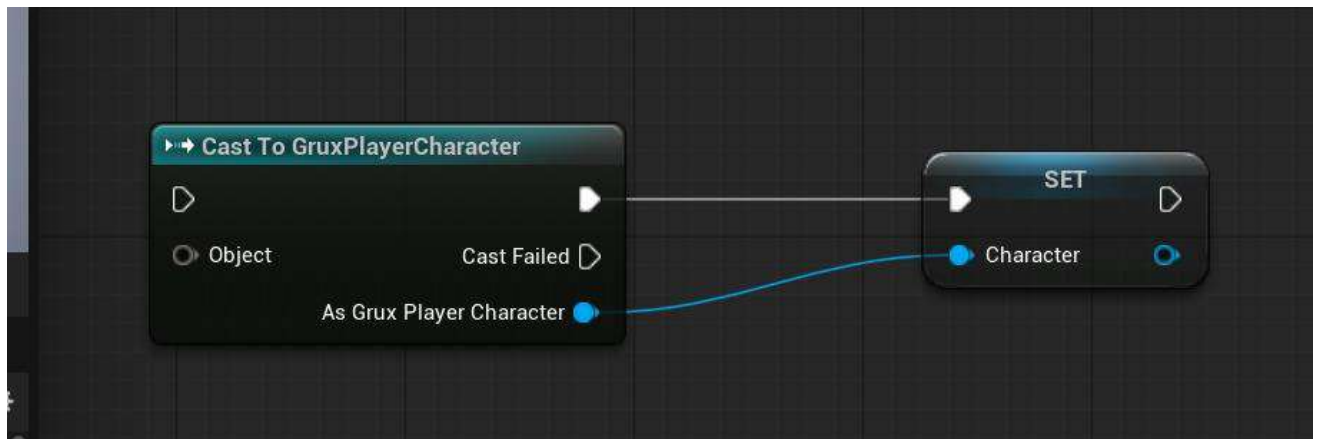 Cast To GruxPlayerCharacter
SET
Object
Cast Failed
Character
As Grux Player Character